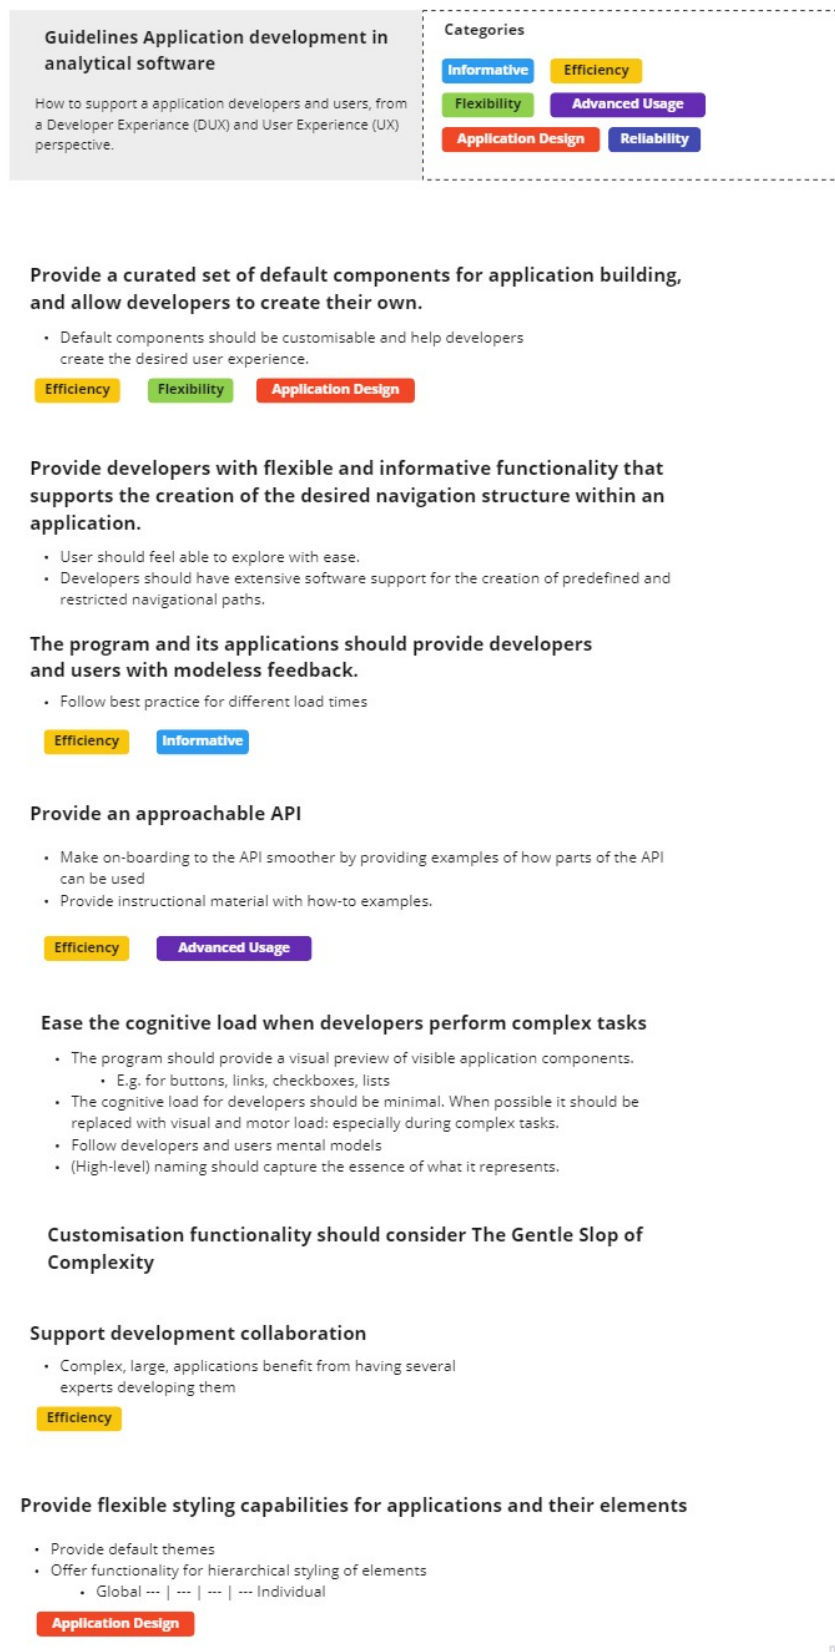 Guidelines Application development in
analytical software
How to support a application developers and users, from
a Developer Experiance (DUX) and User Experience (UX)
perspective.
Categories
Informative
Efficiency
Flexibility
Advanced Usage
Application Design
Reliability
Provide a curated set of default components for application building,
and allow developers to create their own.
• Default components should be customisable and help developers
create the desired user experience.
Efficiency
Flexibility
Application Design
Provide developers with flexible and informative functionality that
supports the creation of the desired navigation structure within an
application.
• User should feel able to explore with ease.
• Developers should have extensive software support for the creation of predefined and
restricted navigational paths.
The program and its applications should provide developers
and users with modeless feedback.
• Follow best practice for different load times
Efficiency
Informative
Provide an approachable API
• Make on-boarding to the API smoother by providing examples of how parts of the API
can be used
• Provide instructional material with how-to examples.
Efficiency
Advanced Usage
Ease the cognitive load when developers perform complex tasks
• The program should provide a visual preview of visible application components.
• E.g. for buttons, links, checkboxes, lists
• The cognitive load for developers should be minimal. When possible it should be
replaced with visual and motor load: especially during complex tasks.
• Follow developers and users mental models
• (High-level) naming should capture the essence of what it represents.
Customisation functionality should consider The Gentle Slop of
Complexity
Support development collaboration
• Complex, large, applications benefit from having several
experts developing them
Efficiency
Provide flexible styling capabilities for applications and their elements
• Provide default themes
• Offer functionality for hierarchical styling of elements
• Global --- | --- | --- | --- Individual
Application Design